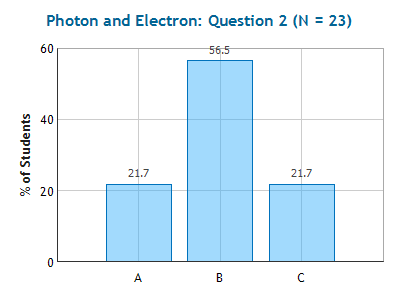 Photon and Electron: Question 2 (N = 23)
% of Students
60
40
20
0
21.7
56.5
21.7
A
B
C